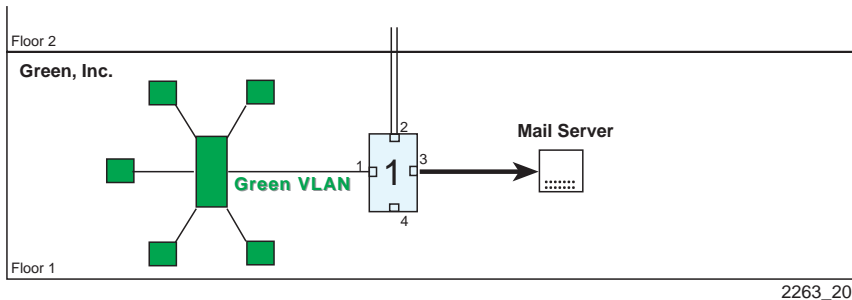 Floor 2
Green, Inc.
2
Mail Server
1
1
3
Green VLAN
4
Floor 1
2263_20